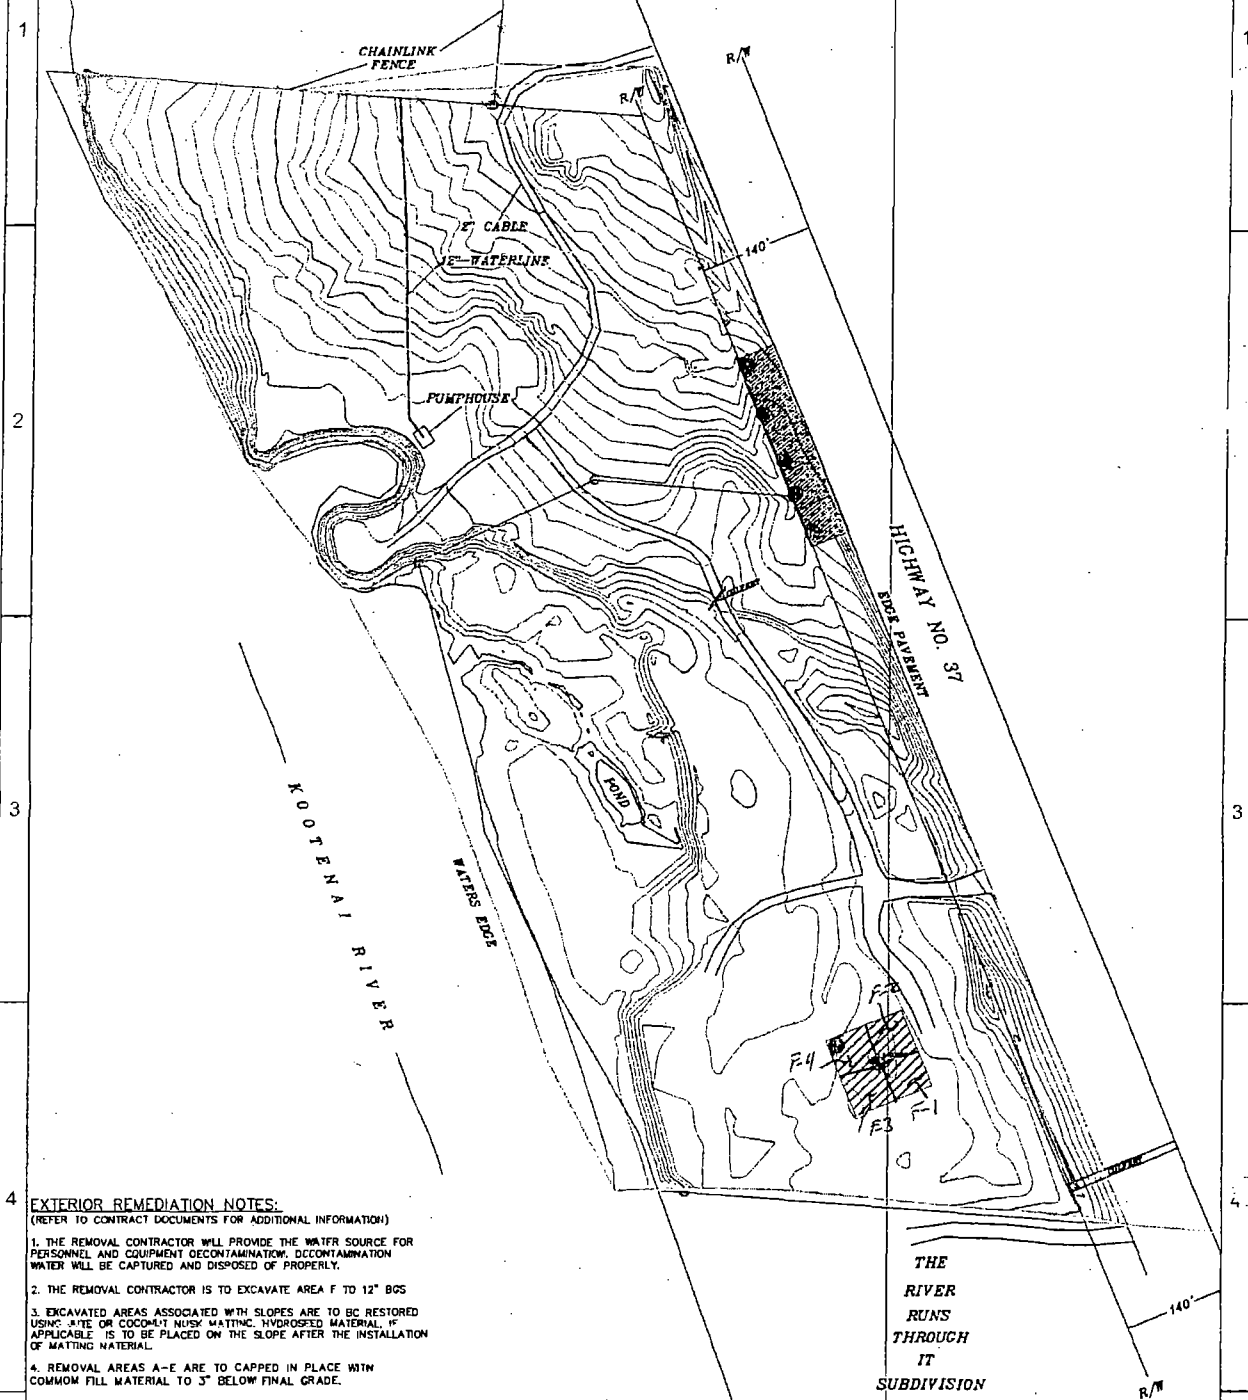 1
1
CHAINLINK
FENCE
R/W
R/W
2" CABLE
12" WATERLINE
140'
PUMPHOUSE
2
HIGHWAY NO. 37
EDGE PAVEMENT
CULVERT
POND
3
3
KOOTENAI RIVER
WATERS EDGE
F-2
F-4
F-1
F-3
CULVERT
4
4
EXTERIOR REMEDIATION NOTES:
(REFER TO CONTRACT DOCUMENTS FOR ADDITIONAL INFORMATION)
1. THE REMOVAL CONTRACTOR WILL PROVIDE THE WATER SOURCE FOR
PERSONNEL AND EQUIPMENT DECONTAMINATION. DECONTAMINATION
WATER WILL BE CAPTURED AND DISPOSED OF PROPERLY.
2. THE REMOVAL CONTRACTOR IS TO EXCAVATE AREA F TO 12" BGS
3. EXCAVATED AREAS ASSOCIATED WITH SLOPES ARE TO BE RESTORED
USING JUTE OR COCONUT HUSK MATTING. HYDROSEED MATERIAL, IF
APPLICABLE IS TO BE PLACED ON THE SLOPE AFTER THE INSTALLATION
OF MATTING MATERIAL.
4. REMOVAL AREAS A-E ARE TO CAPPED IN PLACE WITH
COMMOM FILL MATERIAL TO 3" BELOW FINAL GRADE.
THE
RIVER
RUNS
THROUGH
IT
SUBDIVISION
140'
R/W